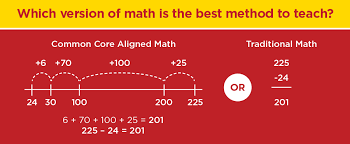 Which version of math is the best method to teach?
Common Core Aligned Math
+6 +70 +100 +25
24 30 100 200 225
6 + 70 + 100 + 25 = 201
225 – 24 = 201
OR
Traditional Math
225
-24
201